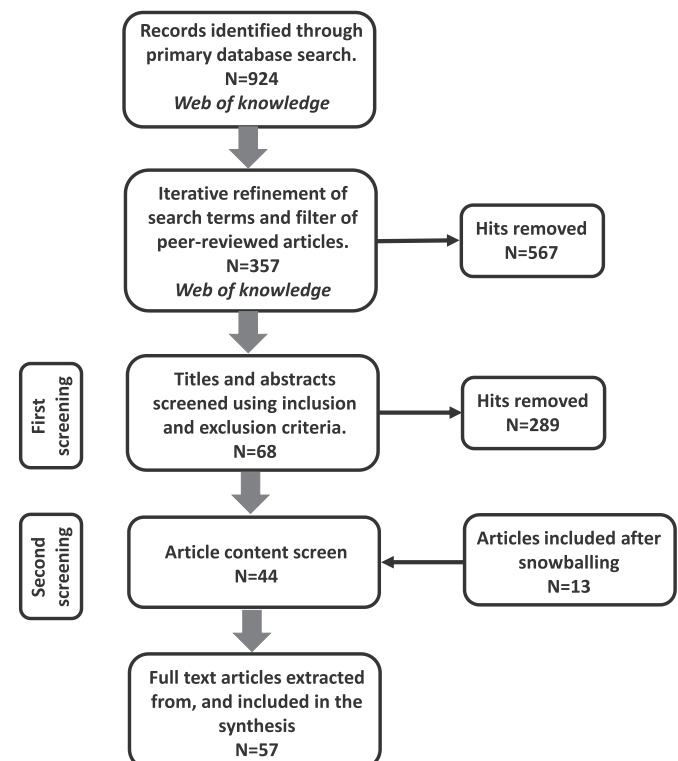 Records identified through
primary database search.
N=924
Web of knowledge
Iterative refinement of
search terms and filter of
peer-reviewed articles.
N=357
Web of knowledge
Hits removed
N=567
First
screening
Titles and abstracts
screened using inclusion
and exclusion criteria.
N=68
Hits removed
N=289
Second
screening
Article content screen
N=44
Articles included after
snowballing
N=13
Full text articles extracted
from, and included in the
synthesis
N=57